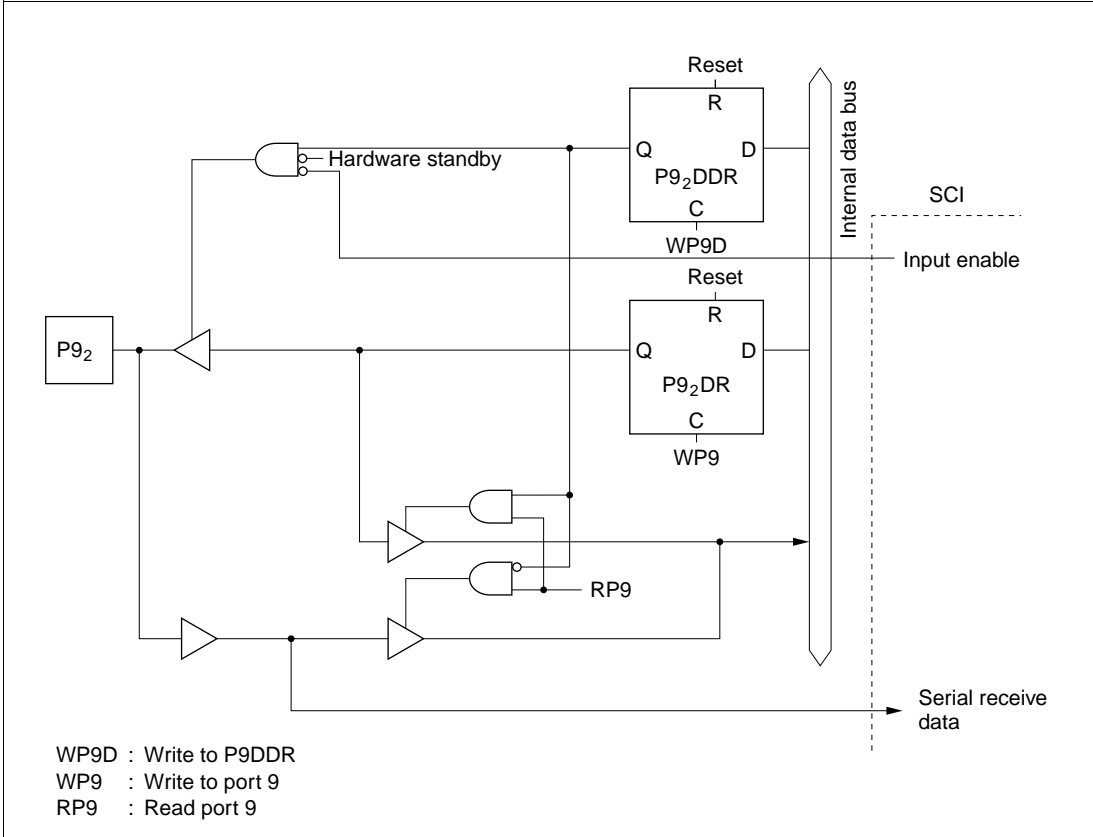 Reset
R
Hardware standby
Q D
P9₂DDR
C
WP9D
Internal data bus
SCI
Input enable
Reset
R
P9₂
Q D
P9₂DR
C
WP9
RP9
Serial receive
data
WP9D : Write to P9DDR
WP9 : Write to port 9
RP9 : Read port 9